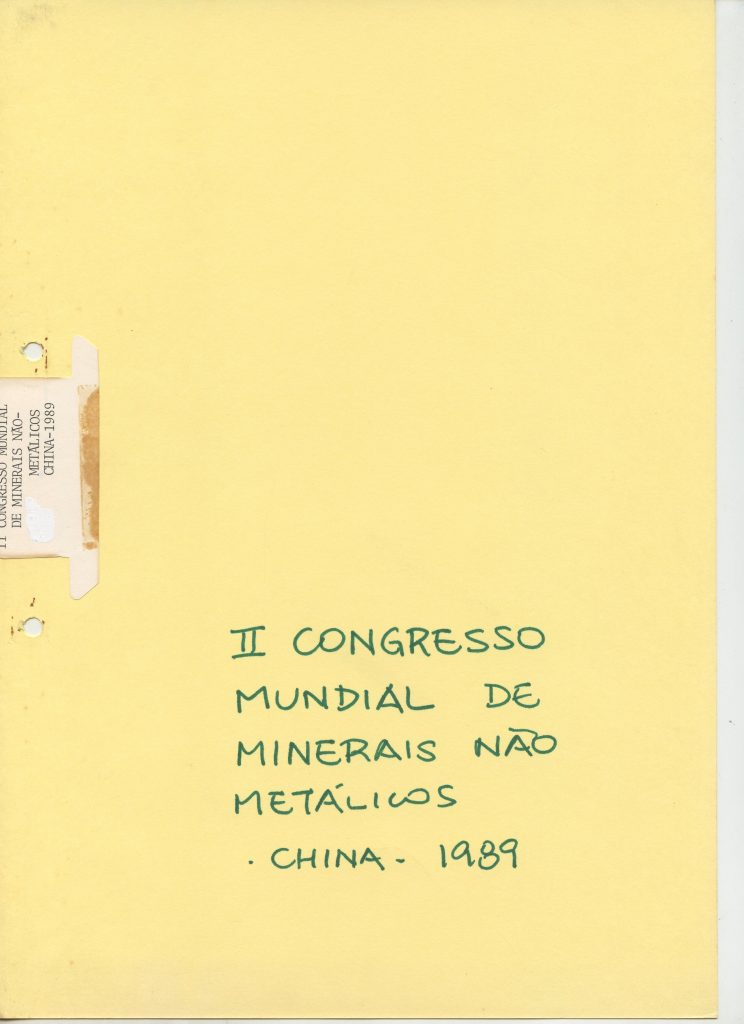 II CONGRESSO MUNDIAL
DE MINERAIS NÃO-
METÁLICOS
CHINA-1989
II CONGRESSO
MUNDIAL DE
MINERAIS NÃO
METÁLICOS
. CHINA - 1989